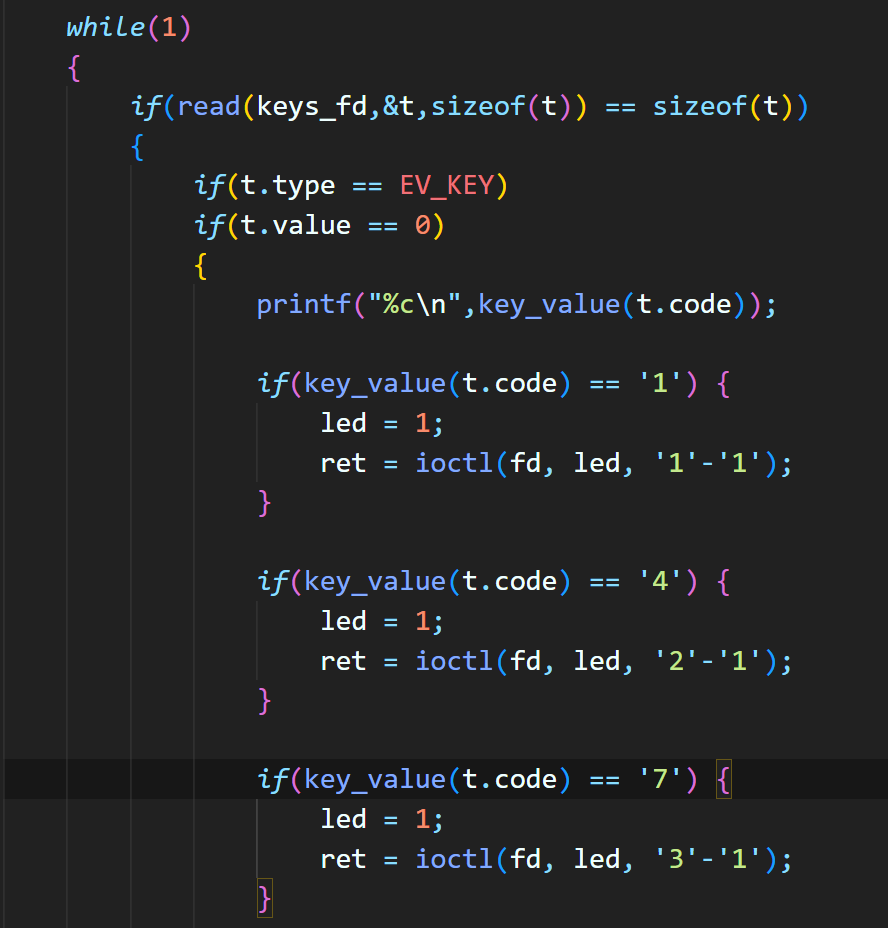 while(1)
{
if(read(keys_fd,&t,sizeof(t)) == sizeof(t))
{
if(t.type == EV_KEY)
if(t.value == 0)
{
printf("%c\n",key_value(t.code));
if(key_value(t.code) == '1') {
led = 1;
ret = ioctl(fd, led, '1'-'1');
}
if(key_value(t.code) == '4') {
led = 1;
ret = ioctl(fd, led, '2'-'1');
}
if(key_value(t.code) == '7') {
led = 1;
ret = ioctl(fd, led, '3'-'1');
}